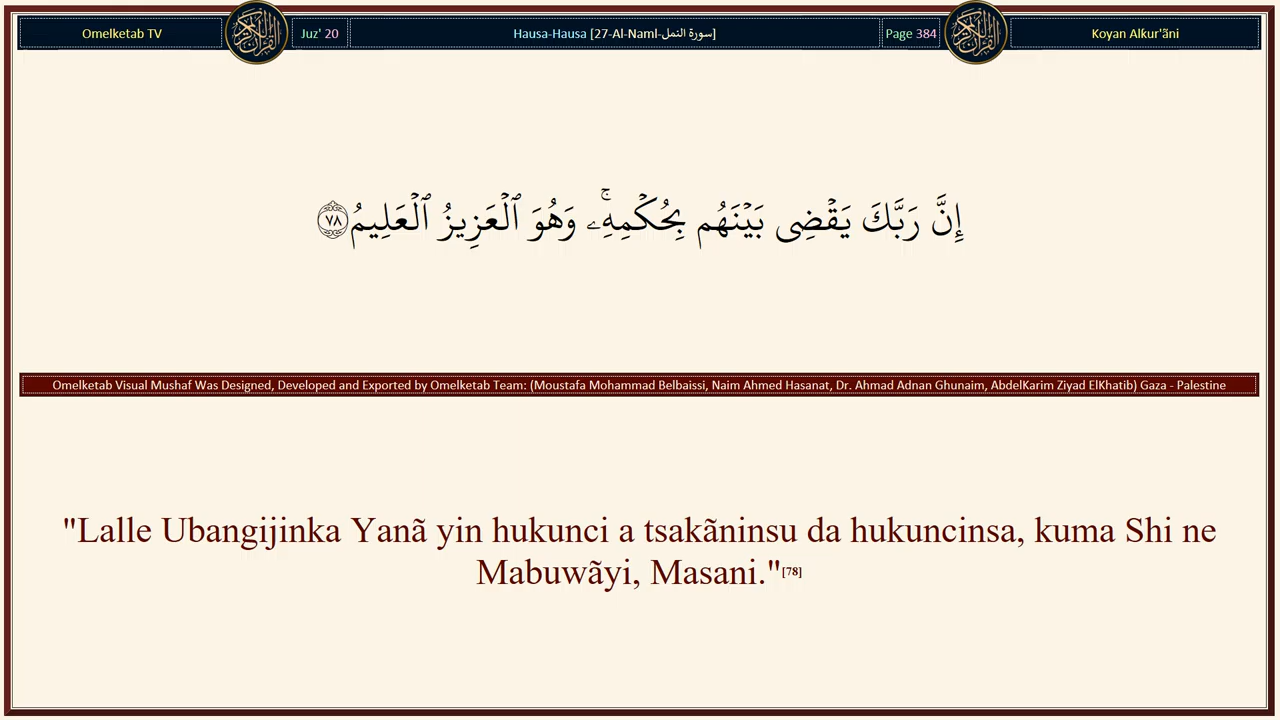 Omelketab TV
Juz' 20
Hausa-Hausa [27-Al-Naml-سورة النمل]
Page 384
Koyan Alƙur'ãni
إِنَّ رَبَّكَ يَقۡضِى بَيۡنَهُم بِحُكۡمِهِۦۚ وَهُوَ ٱلۡعَزِيزُ ٱلۡعَلِيمُ ٧٨
Omelketab Visual Mushaf Was Designed, Developed and Exported by Omelketab Team: (Moustafa Mohammad Belbaissi, Naim Ahmed Hasanat, Dr. Ahmad Adnan Ghunaim, AbdelKarim Ziyad ElKhatib) Gaza - Palestine
"Lalle Ubangijinka Yanã yin hukunci a tsakãninsu da hukuncinsa, kuma Shi ne
Mabuwãyi, Masani."[78]